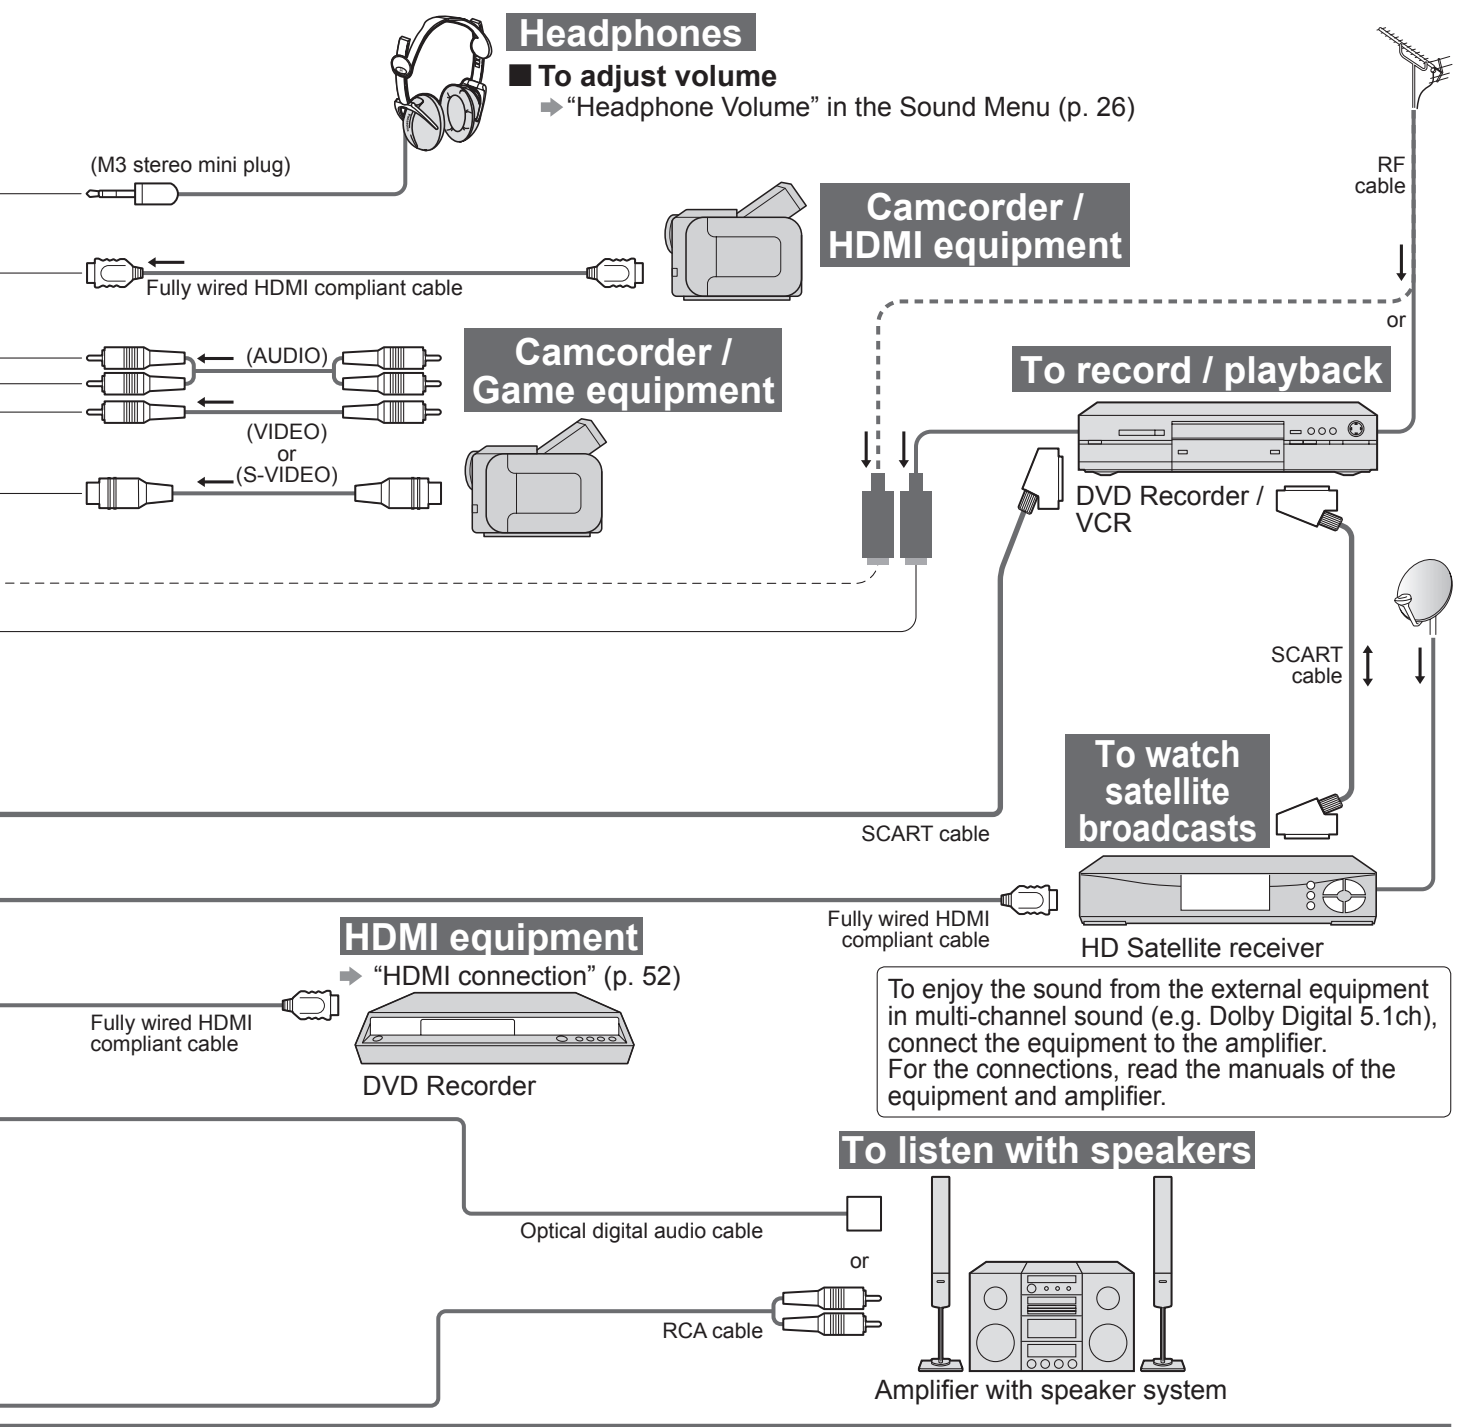 Headphones
■ To adjust volume
“Headphone Volume” in the Sound Menu (p. 26)
(M3 stereo mini plug)
RF
cable
Camcorder /
HDMI equipment
Fully wired HDMI compliant cable
or
(AUDIO)
Camcorder /
Game equipment
(VIDEO)
or
(S-VIDEO)
To record / playback
DVD Recorder /
VCR
SCART
cable
To watch
satellite
broadcasts
SCART cable
Fully wired HDMI
compliant cable
HD Satellite receiver
HDMI equipment
“HDMI connection” (p. 52)
Fully wired HDMI
compliant cable
DVD Recorder
To enjoy the sound from the external equipment
in multi-channel sound (e.g. Dolby Digital 5.1ch),
connect the equipment to the amplifier.
For the connections, read the manuals of the
equipment and amplifier.
To listen with speakers
Optical digital audio cable
or
RCA cable
Amplifier with speaker system